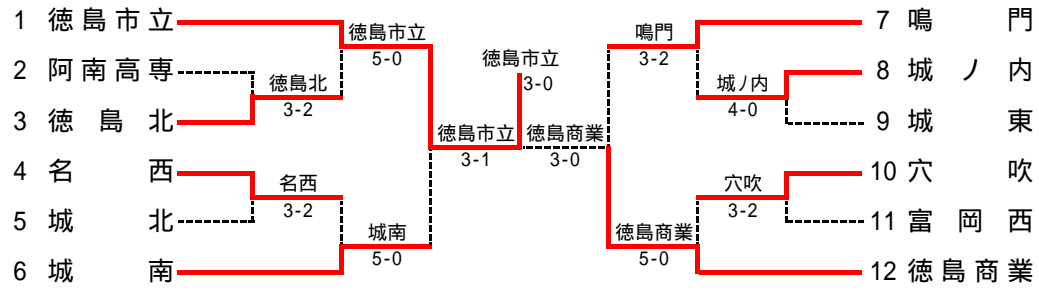 1 徳島市立
2 阿南高専
3 徳島北
4 名西
5 城北
6 城南
徳島北
3-2
名西
3-2
徳島市立
5-0
城南
5-0
徳島市立
3-1
徳島市立
3-0
徳島商業
3-0
鳴門
3-2
徳島商業
5-0
城ノ内
4-0
穴吹
3-2
7 鳴門
8 城ノ内
9 城東
10 穴吹
11 富岡西
12 徳島商業